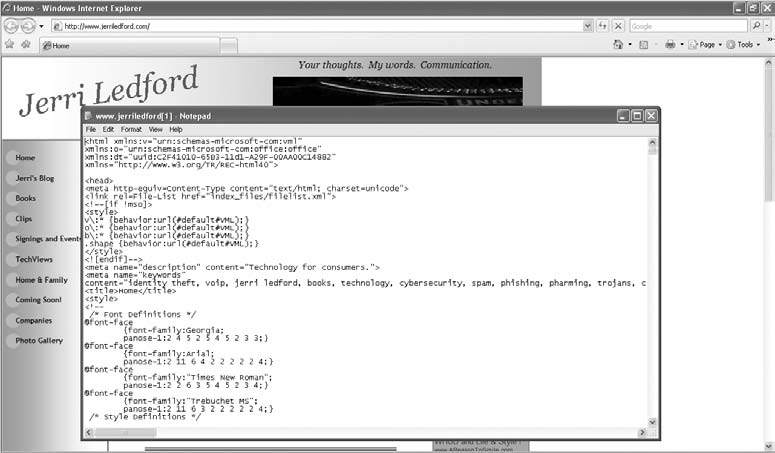 Home - Windows Internet Explorer
http://www.jerriledford.com/
Google
Home
Page
Tools
Jerri Ledford
Your thoughts. My words. Communication.
Home
Jerri's Blog
Books
Clips
Signings and Events
TechViews
Home & Family
Coming Soon!
Companies
Photo Gallery
www.jerriledford[1] - Notepad
File Edit Format View Help
<html xmlns:v="urn:schemas-microsoft-com:vml"
xmlns:o="urn:schemas-microsoft-com:office:office"
xmlns:dt="uuid:C2F41010-65B3-11d1-A29F-00AA00C14882"
xmlns="http://www.w3.org/TR/REC-html40">
<head>
<meta http-equiv=Content-Type content="text/html; charset=unicode">
<link rel=File-List href="index_files/filelist.xml">
<!--[if !mso]>
<style>
v\:* {behavior:url(#default#VML);}
o\:* {behavior:url(#default#VML);}
b\:* {behavior:url(#default#VML);}
.shape {behavior:url(#default#VML);}
</style>
<![endif]-->
<meta name="description" content="Technology for consumers.">
<meta name="keywords"
content="identity theft, voip, jerri ledford, books, technology, cybersecurity, spam, phishing, pharming, trojans, c
<title>Home</title>
<style>
<!--
/* Font Definitions */
@font-face
{font-family:Georgia;
panose-1:2 4 5 2 5 4 5 2 3 3;}
@font-face
{font-family:Arial;
panose-1:2 11 6 4 2 2 2 2 2 4;}
@font-face
{font-family:"Times New Roman";
panose-1:2 2 6 3 5 4 5 2 3 4;}
@font-face
{font-family:"Trebuchet MS";
panose-1:2 11 6 3 2 2 2 2 2 4;}
/* Style Definitions */